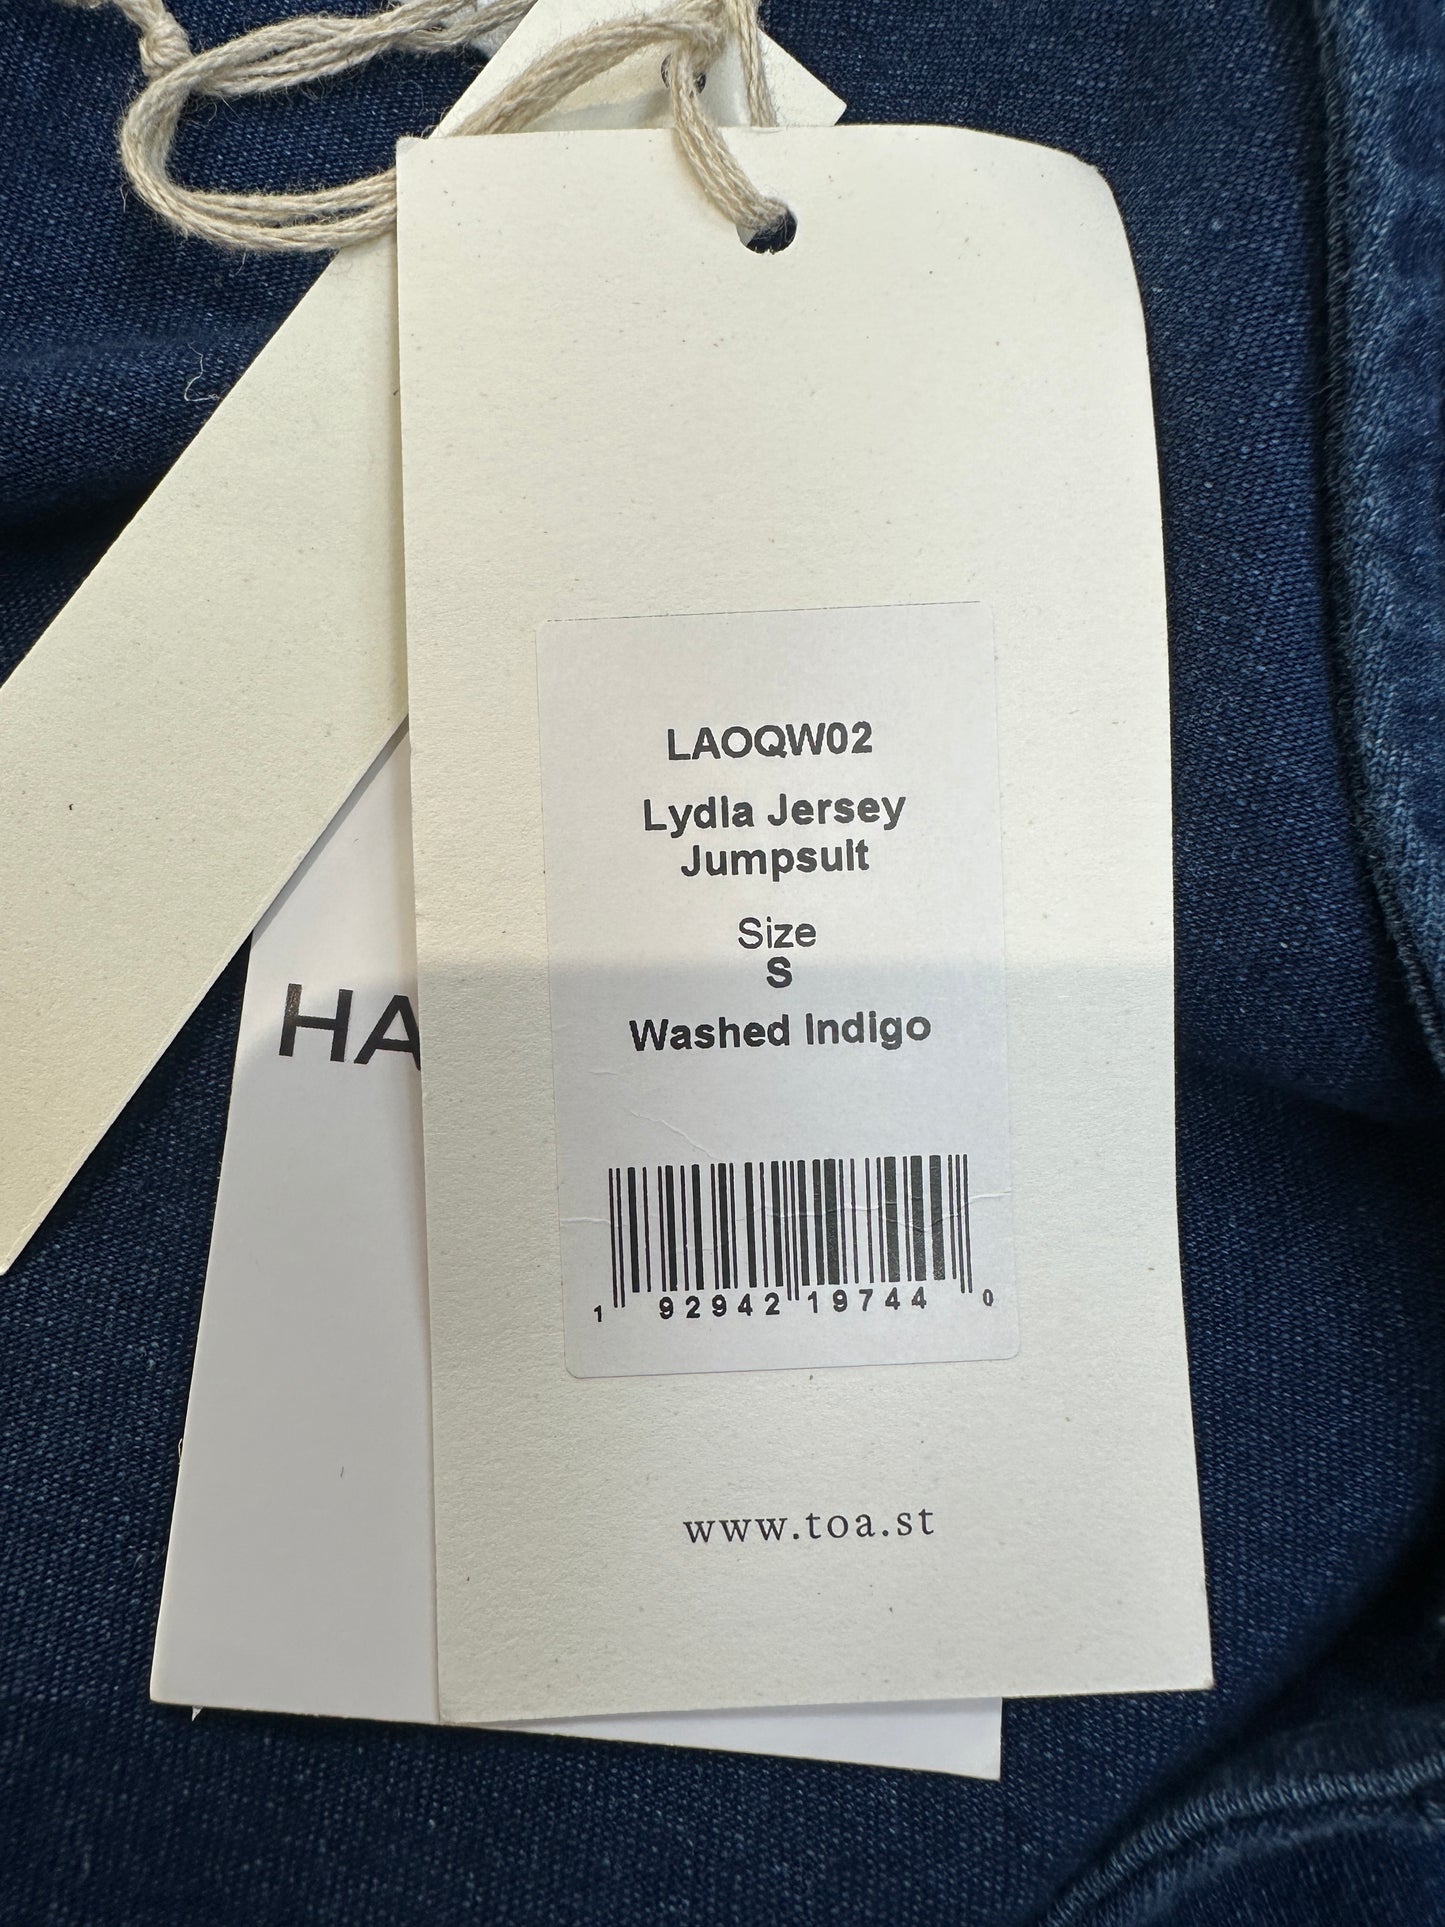 LAOQW02
Lydia Jersey
Jumpsuit
Size
S
Washed Indigo
1 92942 19744 0
HA
www.toa.st